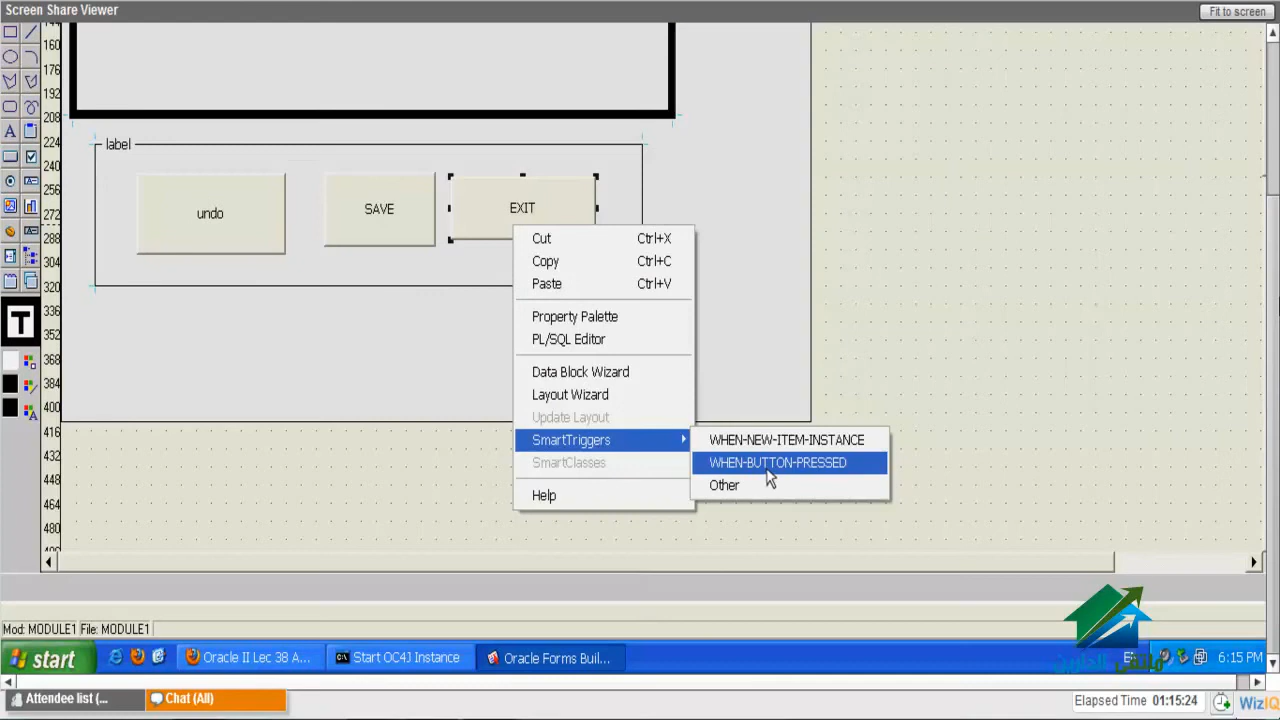 Screen Share Viewer
Fit to screen
144
160
176
192
208
224
240
256
272
288
304
320
336
352
368
384
400
416
432
448
464
480
label
undo
SAVE
EXIT
Cut Ctrl+X
Copy Ctrl+C
Paste Ctrl+V
Property Palette
PL/SQL Editor
Data Block Wizard
Layout Wizard
Update Layout
SmartTriggers
SmartClasses
Help
WHEN-NEW-ITEM-INSTANCE
WHEN-BUTTON-PRESSED
Other
A
T
Mod: MODULE1 File: MODULE1
start
Oracle II Lec 38 A...
Start OC4J Instance
Oracle Forms Buil...
EN
ملتقى الدارين
6:15 PM
Attendee list (...
Chat (All)
Elapsed Time 01:15:24
WizIQ